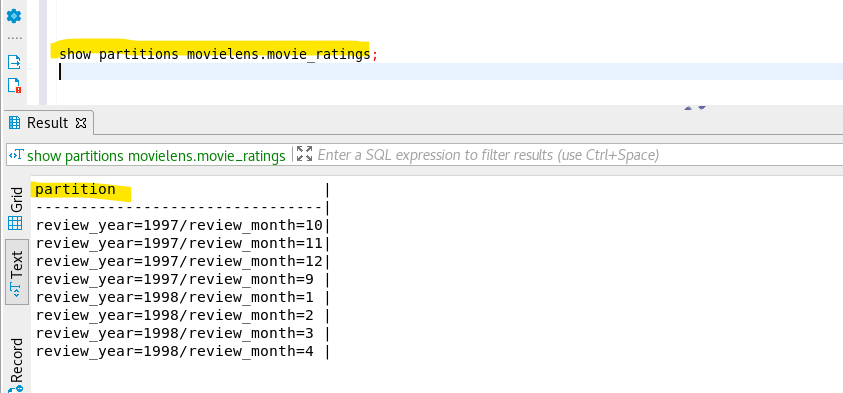 show partitions movielens.movie_ratings;
Result
show partitions movielens.movie_ratings
Enter a SQL expression to filter results (use Ctrl+Space)
Grid
Text
Record
partition                       |
--------------------------------|
review_year=1997/review_month=10|
review_year=1997/review_month=11|
review_year=1997/review_month=12|
review_year=1997/review_month=9 |
review_year=1998/review_month=1 |
review_year=1998/review_month=2 |
review_year=1998/review_month=3 |
review_year=1998/review_month=4 |